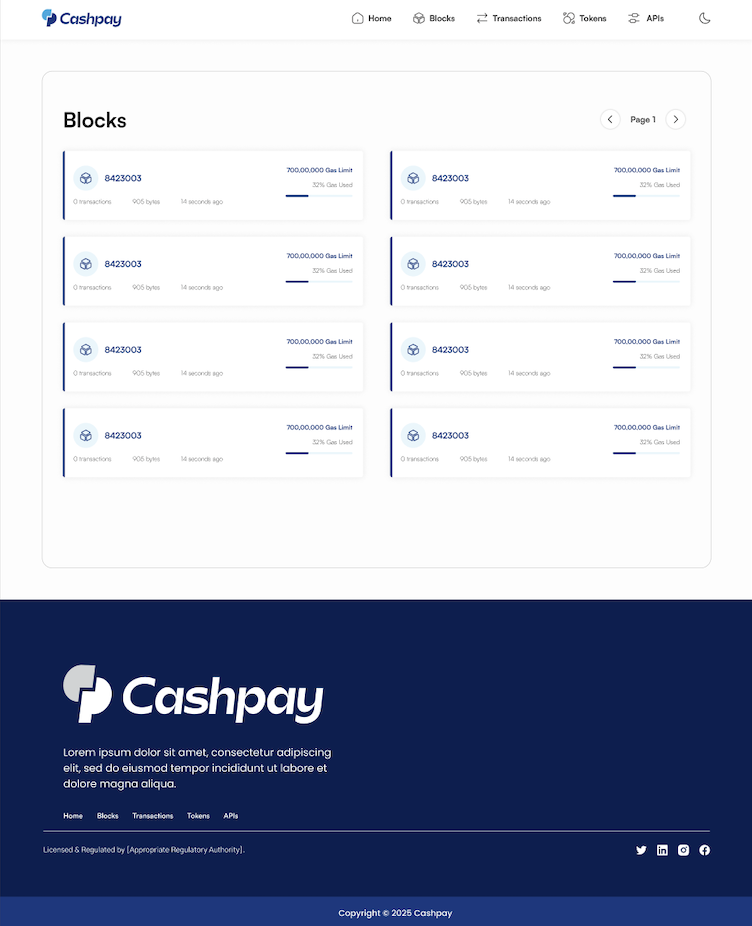 Cashpay Home Blocks Transactions Tokens APIs
Blocks Page 1
8423003 700,00,000 Gas Limit 8423003 700,00,000 Gas Limit
32% Gas Used 32% Gas Used
0 transactions 905 bytes 14 seconds ago 0 transactions 905 bytes 14 seconds ago
8423003 700,00,000 Gas Limit 8423003 700,00,000 Gas Limit
32% Gas Used 32% Gas Used
0 transactions 905 bytes 14 seconds ago 0 transactions 905 bytes 14 seconds ago
8423003 700,00,000 Gas Limit 8423003 700,00,000 Gas Limit
32% Gas Used 32% Gas Used
0 transactions 905 bytes 14 seconds ago 0 transactions 905 bytes 14 seconds ago
8423003 700,00,000 Gas Limit 8423003 700,00,000 Gas Limit
32% Gas Used 32% Gas Used
0 transactions 905 bytes 14 seconds ago 0 transactions 905 bytes 14 seconds ago
Cashpay
Lorem ipsum dolor sit amet, consectetur adipiscing
elit, sed do eiusmod tempor incididunt ut labore et
dolore magna aliqua.
Home Blocks Transactions Tokens APIs
Licensed & Regulated by [Appropriate Regulatory Authority].
Copyright © 2025 Cashpay